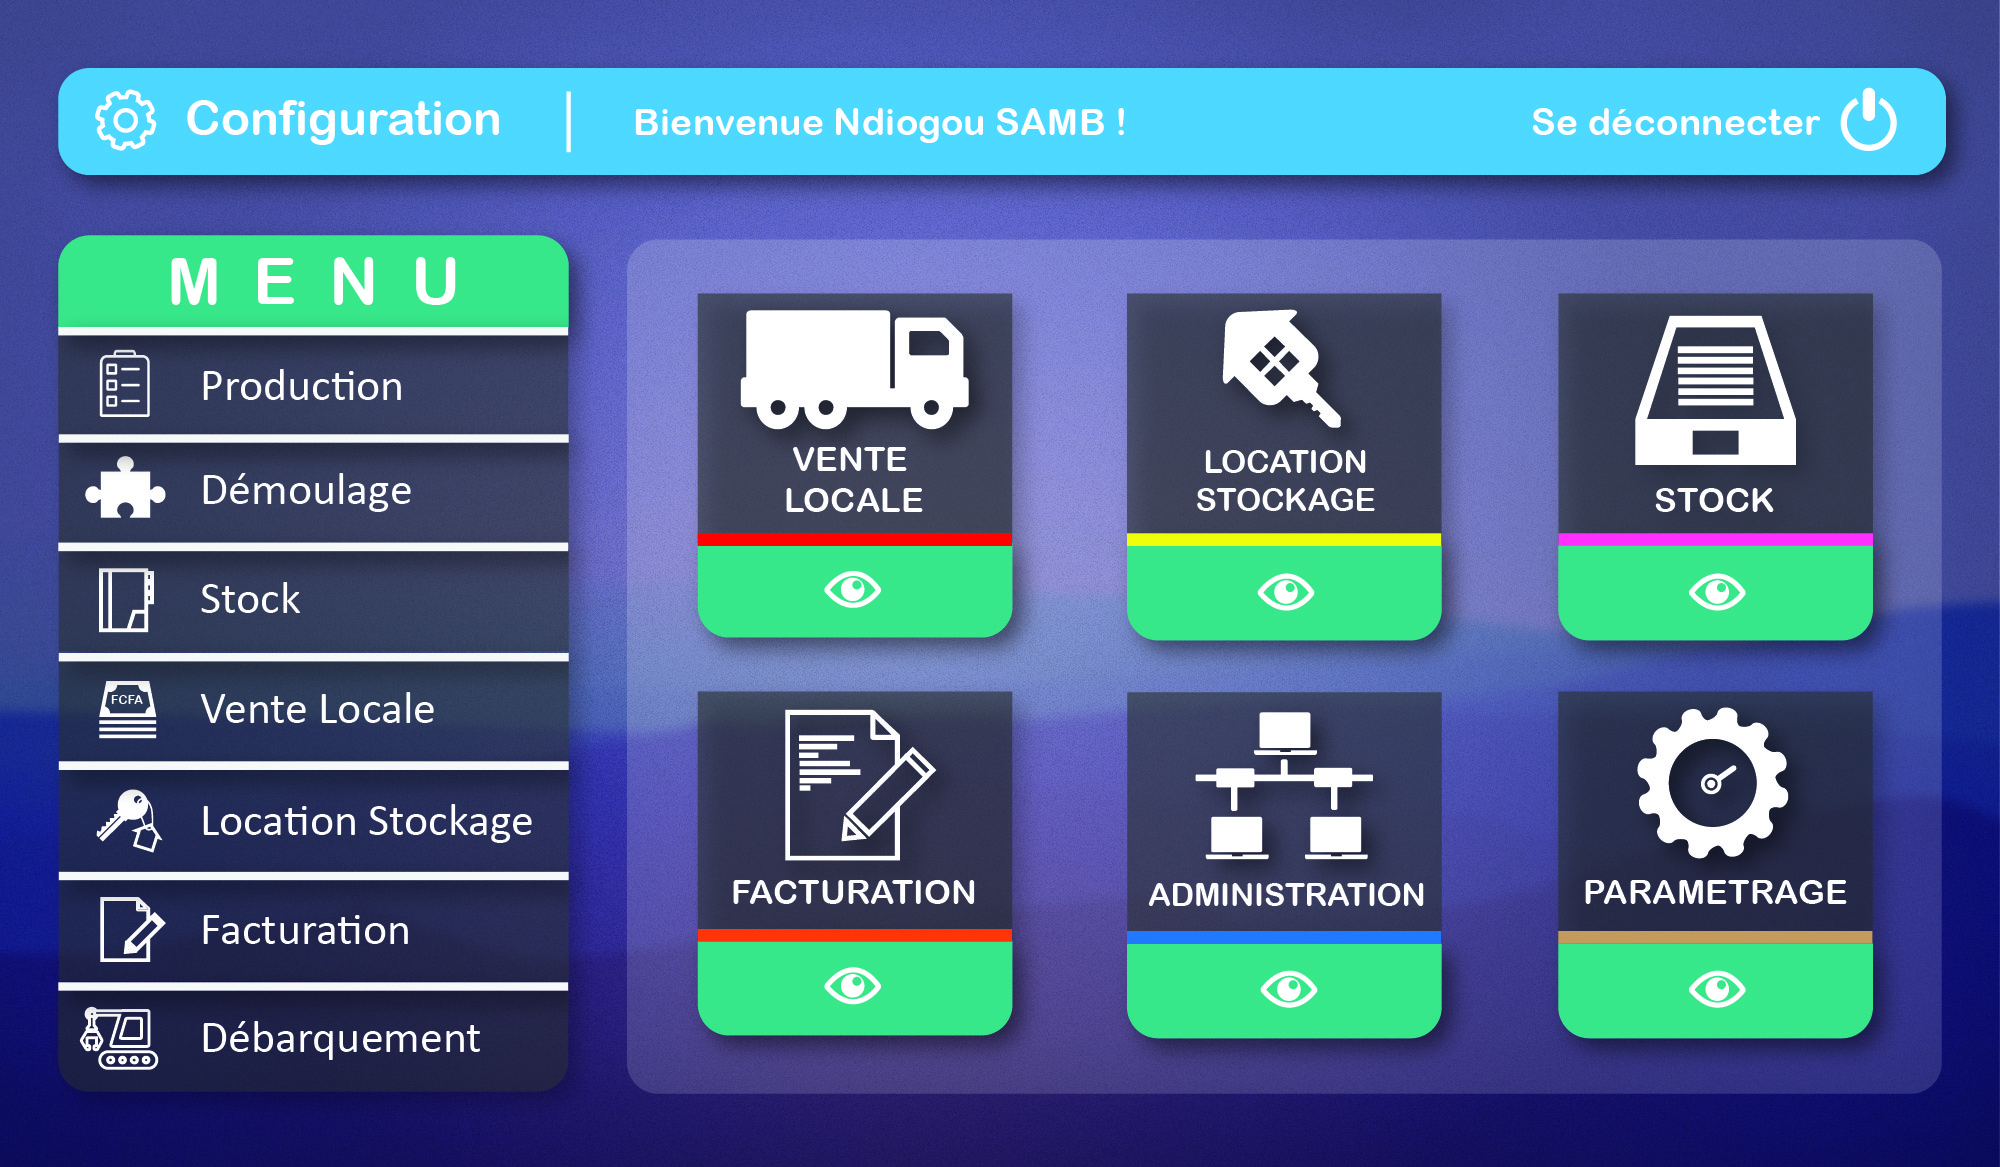 Configuration
Bienvenue Ndiogou SAMB !
Se déconnecter
MENU
Production
Démoulage
Stock
FCFA
Vente Locale
Location Stockage
Facturation
Débarquement
VENTE
LOCALE
LOCATION
STOCKAGE
STOCK
FACTURATION
ADMINISTRATION
PARAMETRAGE